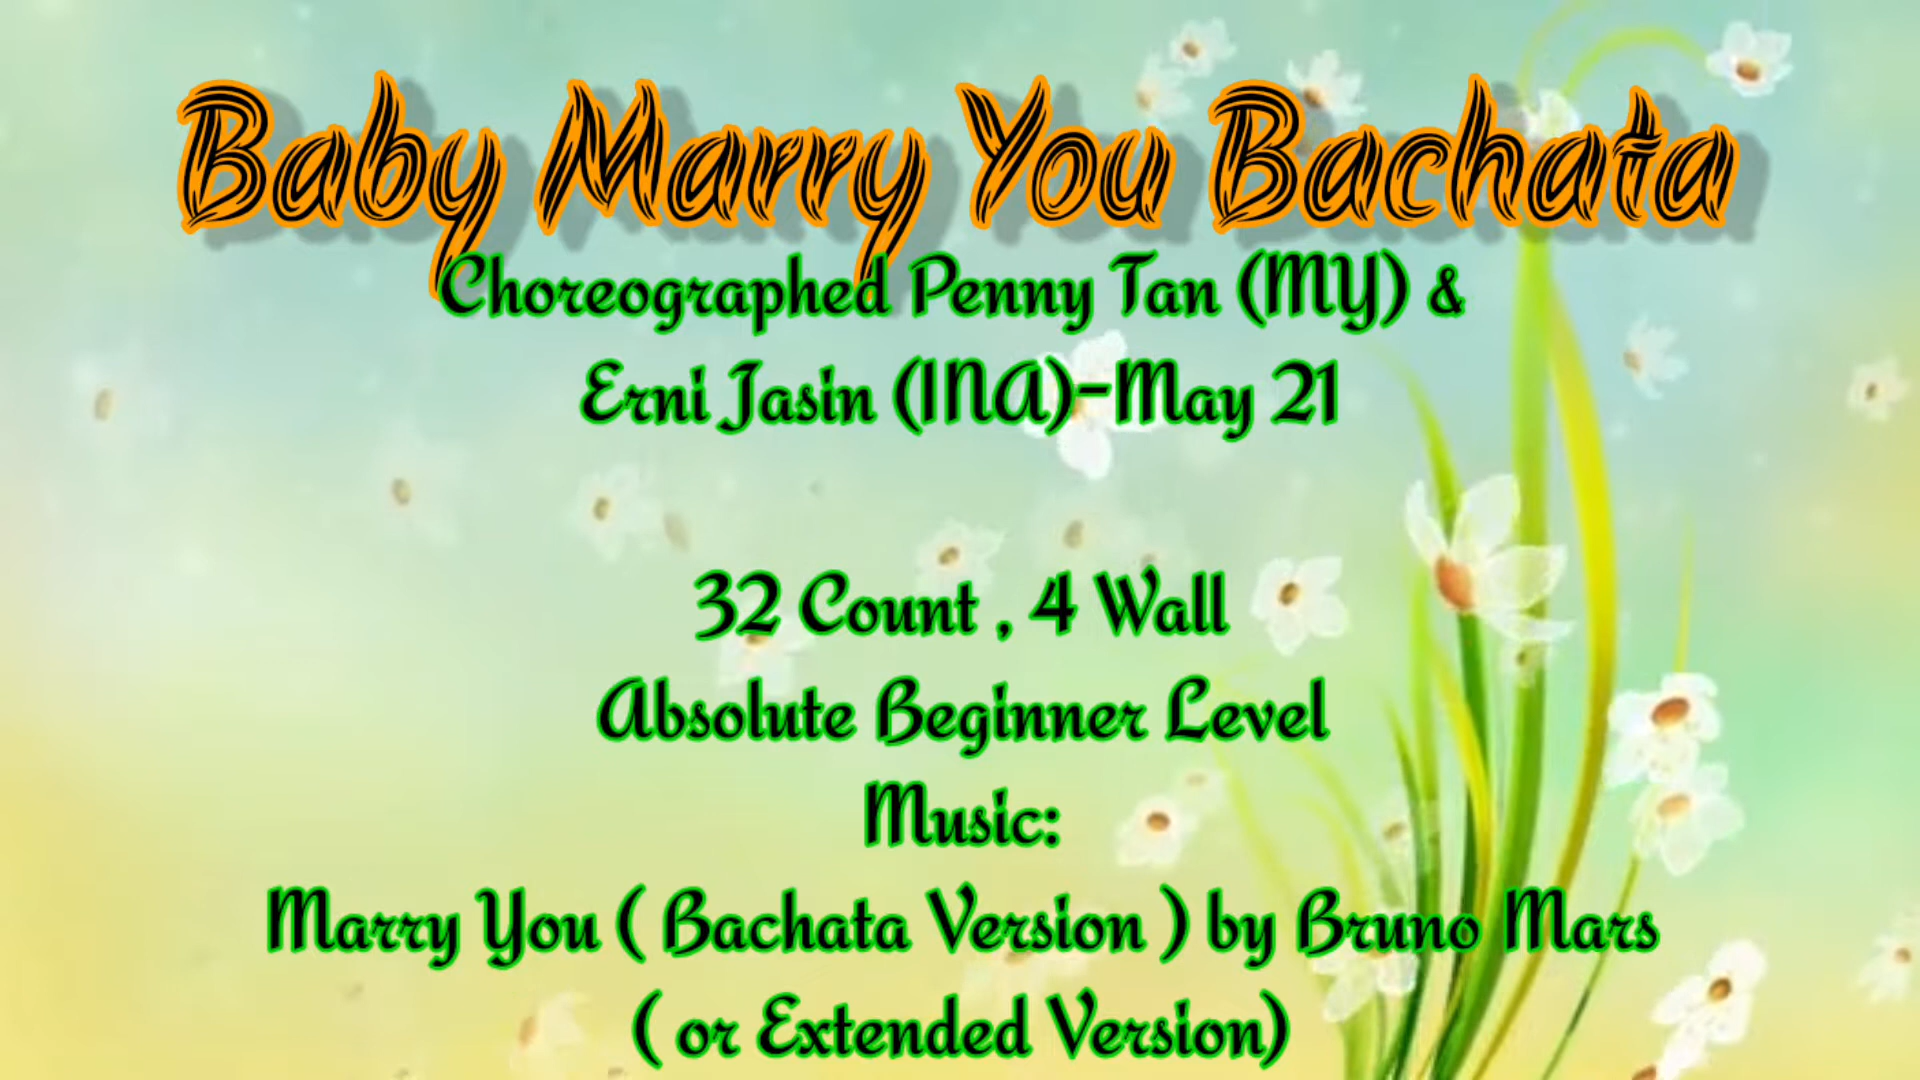 Baby Marry You Bachata
Choreographed Penny Tan (MY) &
Erni Jasin (INA)-May 21
32 Count , 4 Wall
Absolute Beginner Level
Music:
Marry You ( Bachata Version ) by Bruno Mars
( or Extended Version)